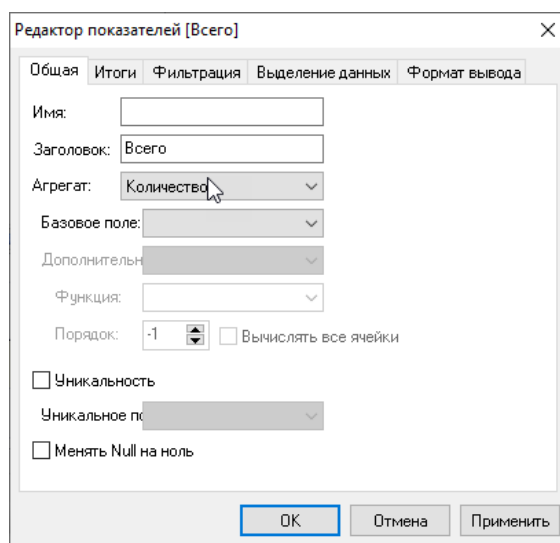 Редактор показателей [Всего]
Общая Итоги Фильтрация Выделение данных Формат вывода
Имя:
Заголовок: Всего
Агрегат: Количество
Базовое поле:
Дополнительн
Функция:
Порядок: -1 Вычислять все ячейки
Уникальность
Уникальное по
Менять Null на ноль
ОК Отмена Применить